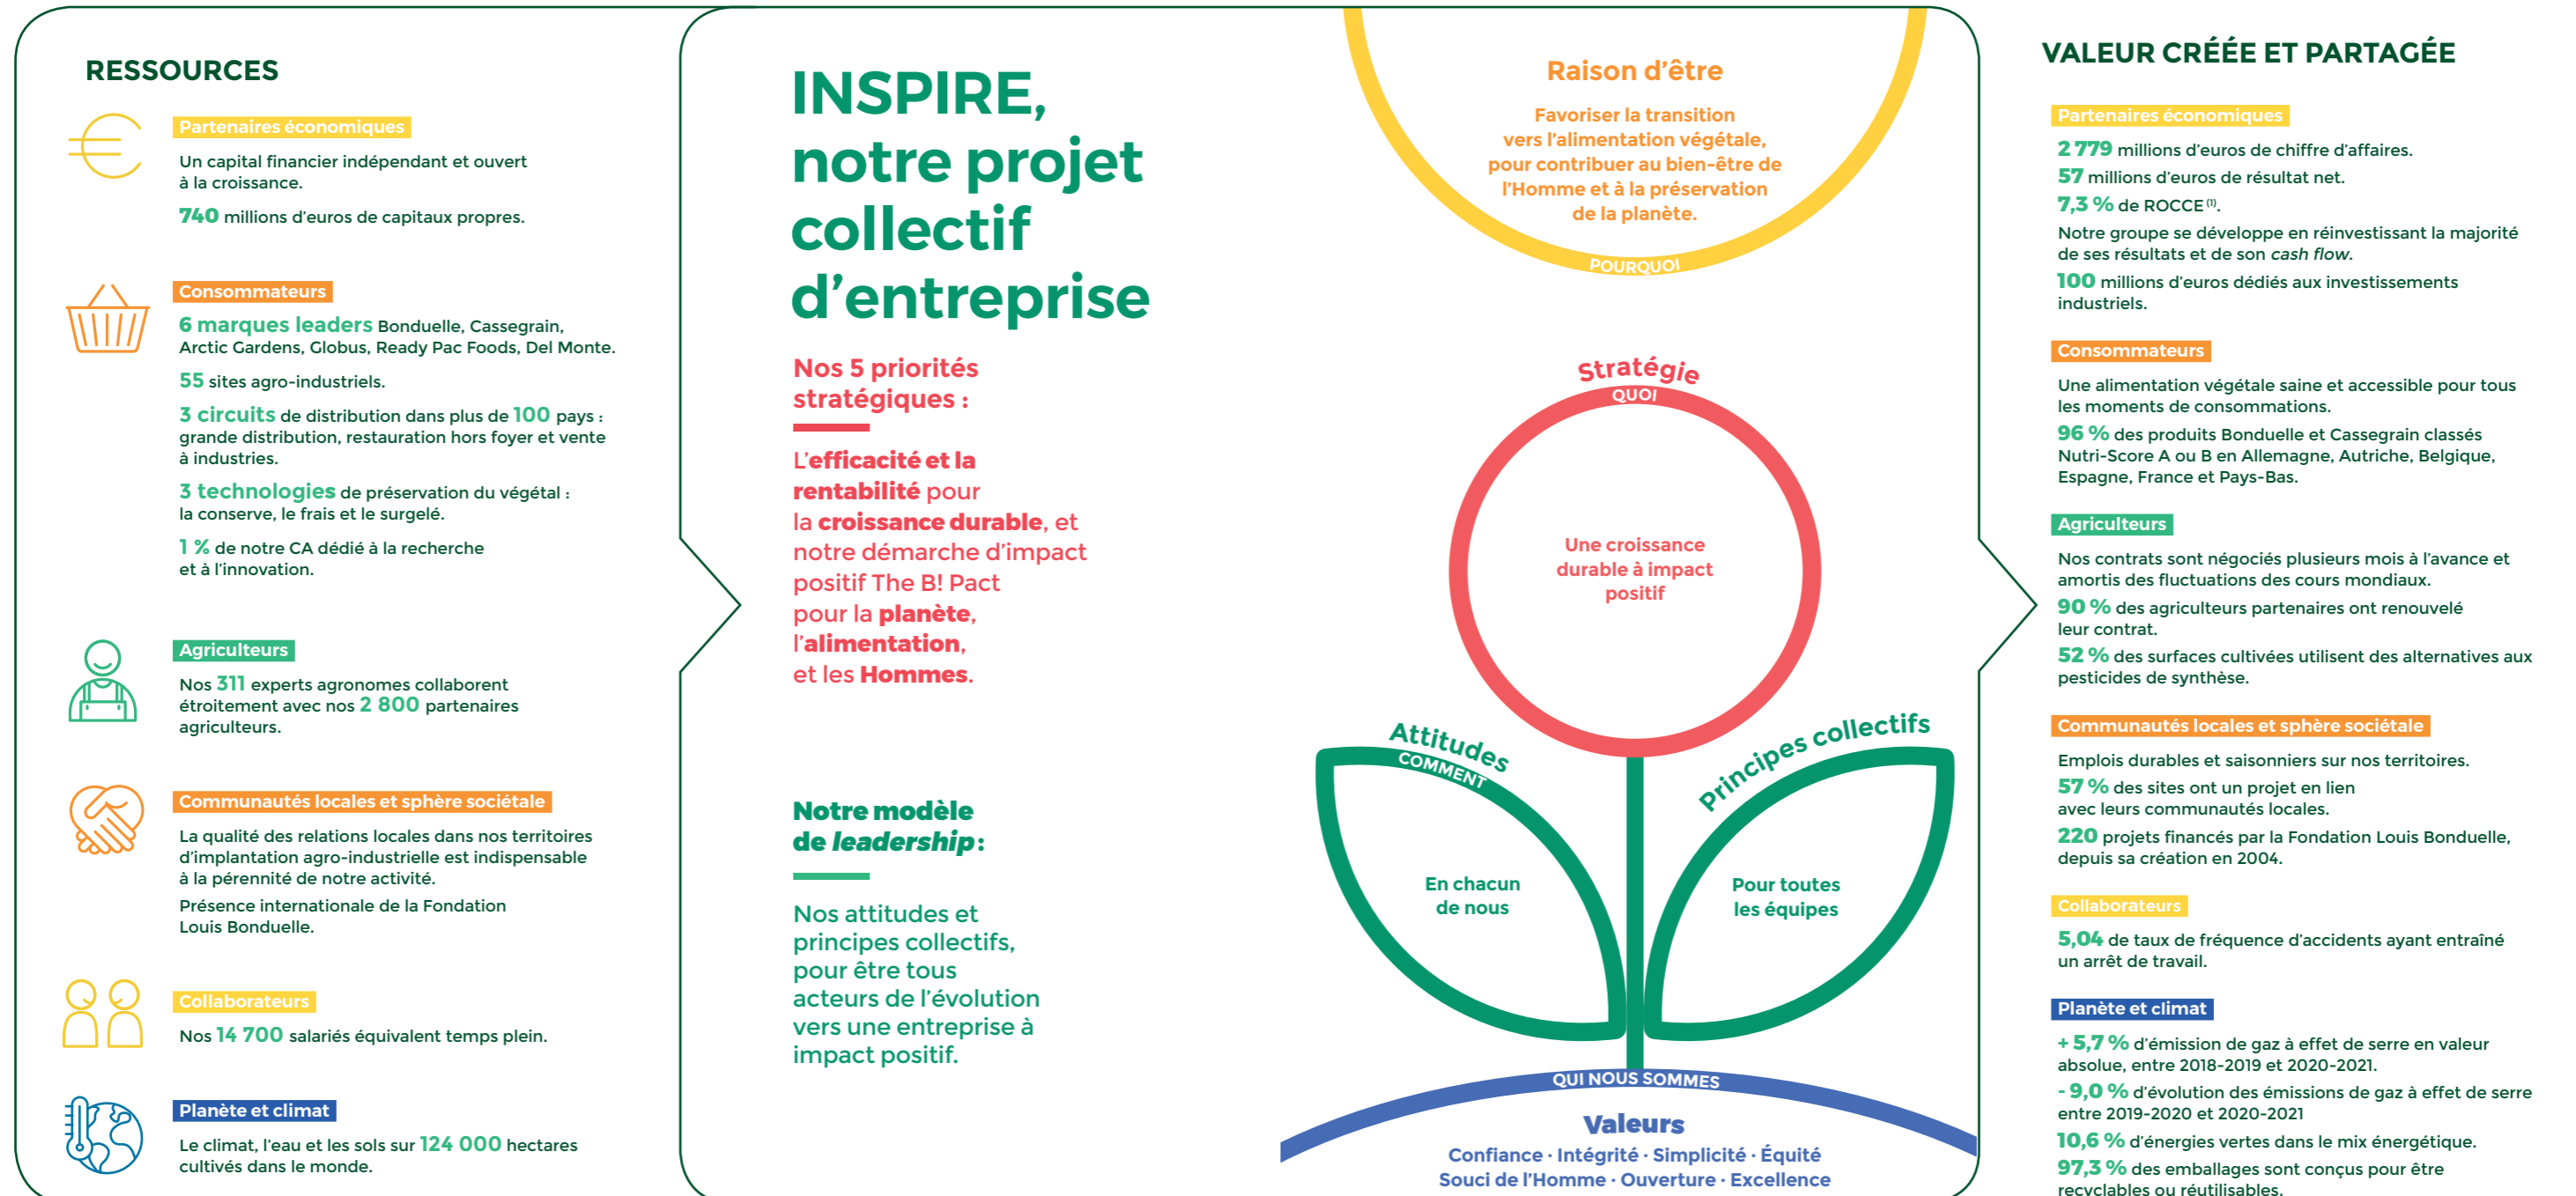 RESSOURCES
Partenaires économiques
Un capital financier indépendant et ouvert
à la croissance.
740 millions d'euros de capitaux propres.
Consommateurs
6 marques leaders Bonduelle, Cassegrain,
Arctic Gardens, Globus, Ready Pac Foods, Del Monte.
55 sites agro-industriels.
3 circuits de distribution dans plus de 100 pays :
grande distribution, restauration hors foyer et vente
à industries.
3 technologies de préservation du végétal :
la conserve, le frais et le surgelé.
1 % de notre CA dédié à la recherche
et à l'innovation.
Agriculteurs
Nos 311 experts agronomes collaborent
étroitement avec nos 2 800 partenaires
agriculteurs.
Communautés locales et sphère sociétale
La qualité des relations locales dans nos territoires
d'implantation agro-industrielle est indispensable
à la pérennité de notre activité.
Présence internationale de la Fondation
Louis Bonduelle.
Collaborateurs
Nos 14 700 salariés équivalent temps plein.
Planète et climat
Le climat, l'eau et les sols sur 124 000 hectares
cultivés dans le monde.
INSPIRE,
notre projet
collectif
d'entreprise
Nos 5 priorités
stratégiques :
L'efficacité et la
rentabilité pour
la croissance durable, et
notre démarche d'impact
positif The B! Pact
pour la planète,
l'alimentation,
et les Hommes.
Notre modèle
de leadership :
Nos attitudes et
principes collectifs,
pour être tous
acteurs de l'évolution
vers une entreprise à
impact positif.
Raison d'être
Favoriser la transition
vers l'alimentation végétale,
pour contribuer au bien-être de
l'Homme et à la préservation
de la planète.
POURQUOI
Stratégie
QUOI
Une croissance
durable à impact
positif
Attitudes
COMMENT
En chacun
de nous
Principes collectifs
Pour toutes
les équipes
QUI NOUS SOMMES
Valeurs
Confiance · Intégrité · Simplicité · Équité
Souci de l'Homme · Ouverture · Excellence
VALEUR CRÉÉE ET PARTAGÉE
Partenaires économiques
2 779 millions d'euros de chiffre d'affaires.
57 millions d'euros de résultat net.
7,3 % de ROCCE (1).
Notre groupe se développe en réinvestissant la majorité
de ses résultats et de son cash flow.
100 millions d'euros dédiés aux investissements
industriels.
Consommateurs
Une alimentation végétale saine et accessible pour tous
les moments de consommations.
96 % des produits Bonduelle et Cassegrain classés
Nutri-Score A ou B en Allemagne, Autriche, Belgique,
Espagne, France et Pays-Bas.
Agriculteurs
Nos contrats sont négociés plusieurs mois à l'avance et
amortis des fluctuations des cours mondiaux.
90 % des agriculteurs partenaires ont renouvelé
leur contrat.
52 % des surfaces cultivées utilisent des alternatives aux
pesticides de synthèse.
Communautés locales et sphère sociétale
Emplois durables et saisonniers sur nos territoires.
57 % des sites ont un projet en lien
avec leurs communautés locales.
220 projets financés par la Fondation Louis Bonduelle,
depuis sa création en 2004.
Collaborateurs
5,04 de taux de fréquence d'accidents ayant entraîné
un arrêt de travail.
Planète et climat
+ 5,7 % d'émission de gaz à effet de serre en valeur
absolue, entre 2018-2019 et 2020-2021.
- 9,0 % d'évolution des émissions de gaz à effet de serre
entre 2019-2020 et 2020-2021
10,6 % d'énergies vertes dans le mix énergétique.
97,3 % des emballages sont conçus pour être
recyclables ou réutilisables.